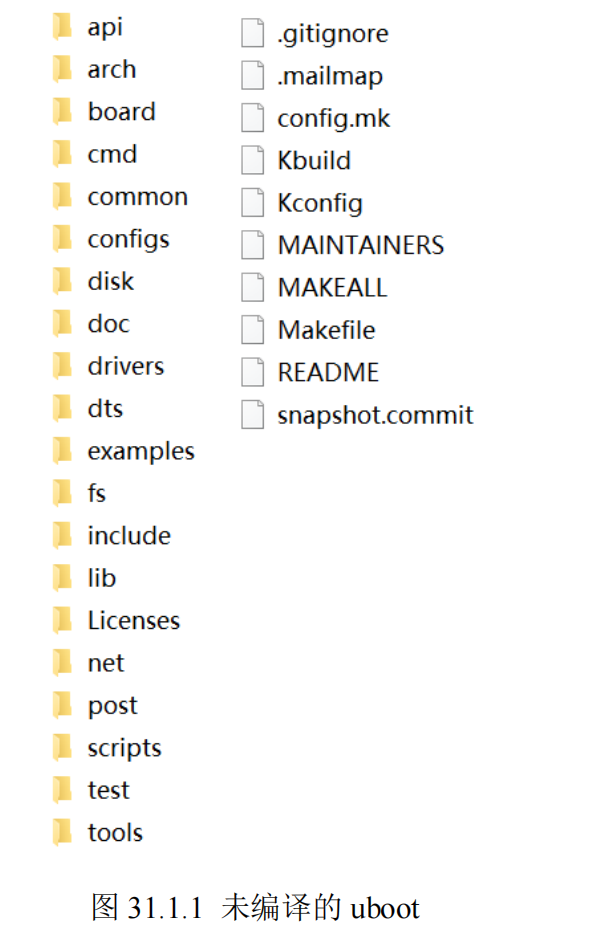 api
arch
board
cmd
common
configs
disk
doc
drivers
dts
examples
fs
include
lib
Licenses
net
post
scripts
test
tools
.gitignore
.mailmap
config.mk
Kbuild
Kconfig
MAINTAINERS
MAKEALL
Makefile
README
snapshot.commit
图 31.1.1 未编译的 uboot